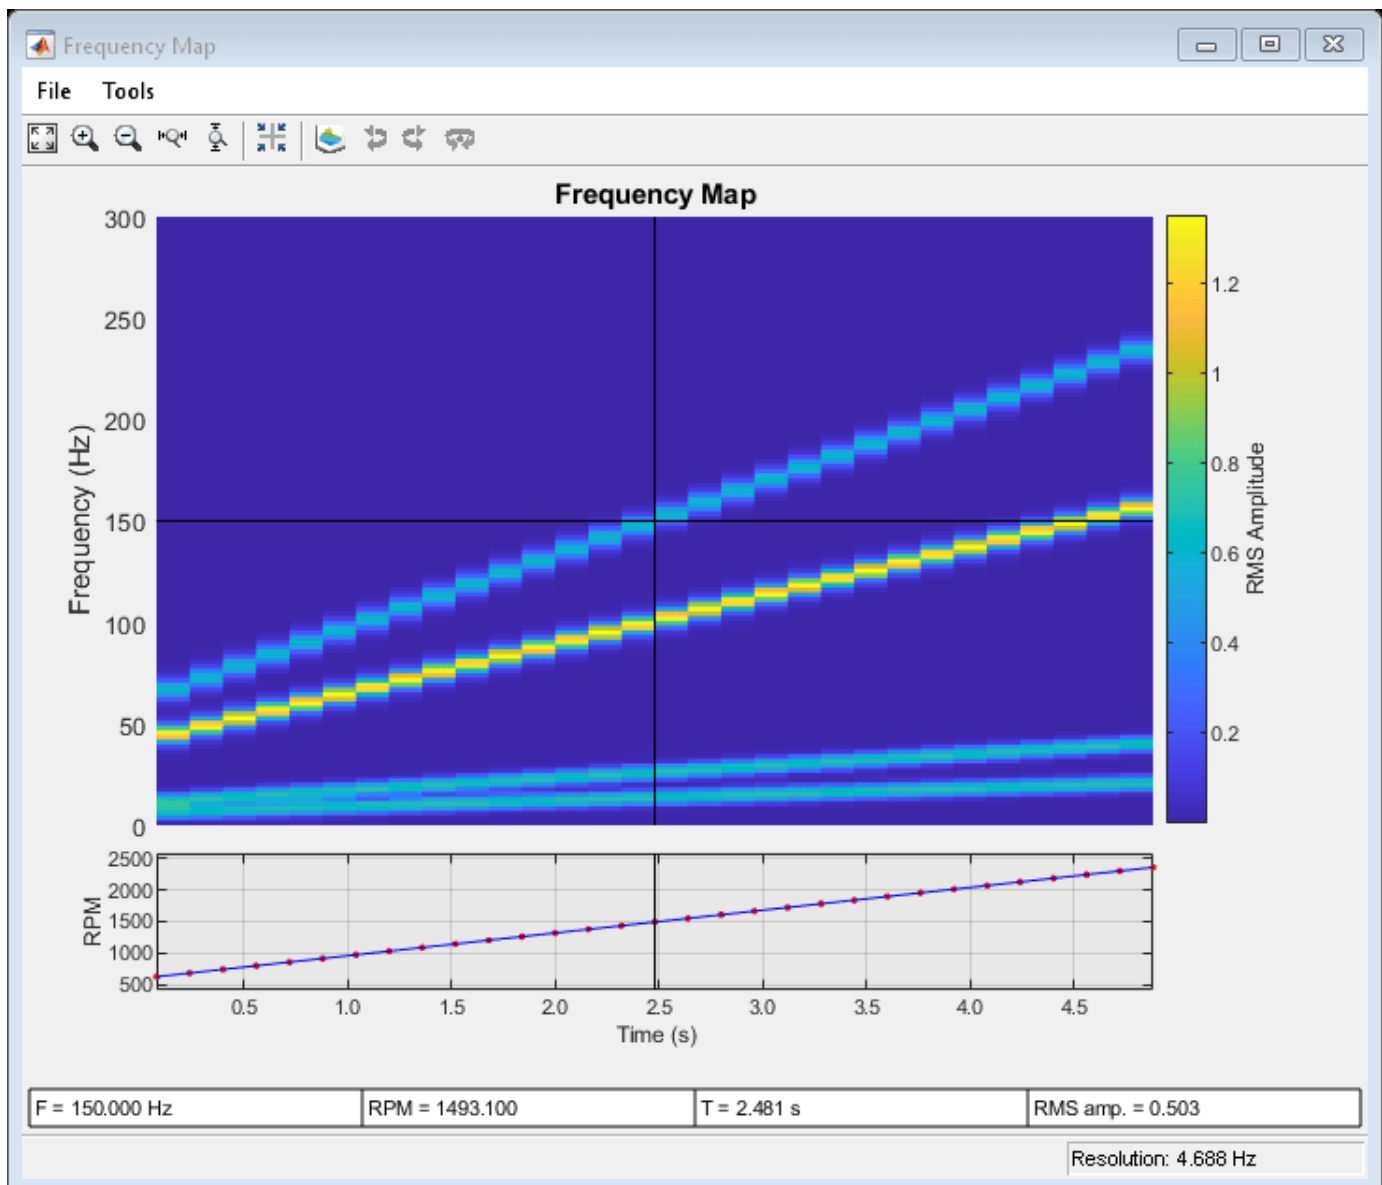 Frequency Map
File Tools
Frequency Map
300
250
200
150
100
50
0
Frequency (Hz)
1.2
1
0.8
0.6
0.4
0.2
RMS Amplitude
2500
2000
1500
1000
500
RPM
0.5 1.0 1.5 2.0 2.5 3.0 3.5 4.0 4.5
Time (s)
F = 150.000 Hz RPM = 1493.100 T = 2.481 s RMS amp. = 0.503
Resolution: 4.688 Hz